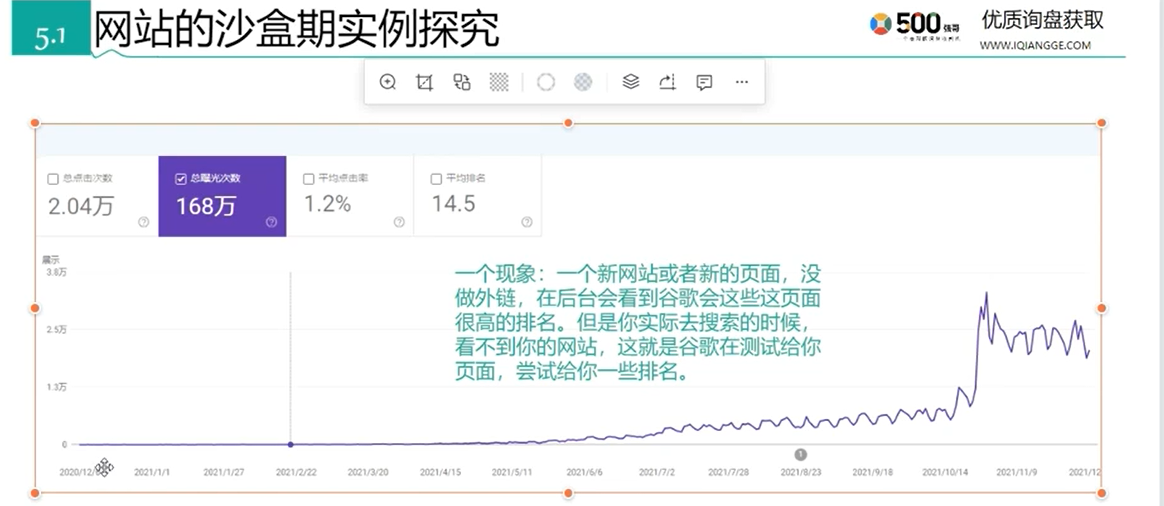 5.1
网站的沙盒期实例探究
500强哥
优质询盘获取
WWW.IQIANGGE.COM
总点击次数
2.04万
总曝光次数
168万
平均点击率
1.2%
平均排名
14.5
展示
3.8万
2.5万
1.3万
0
一个现象：一个新网站或者新的页面，没
做外链，在后台会看到谷歌会这些这页面
很高的排名。但是你实际去搜索的时候，
看不到你的网站，这就是谷歌在测试给你
页面，尝试给你一些排名。
1
2021/1/1
2021/1/27
2021/2/22
2021/3/20
2021/4/15
2021/5/11
2021/6/6
2021/7/2
2021/7/28
2021/8/23
2021/9/18
2021/10/14
2021/11/9
2021/12